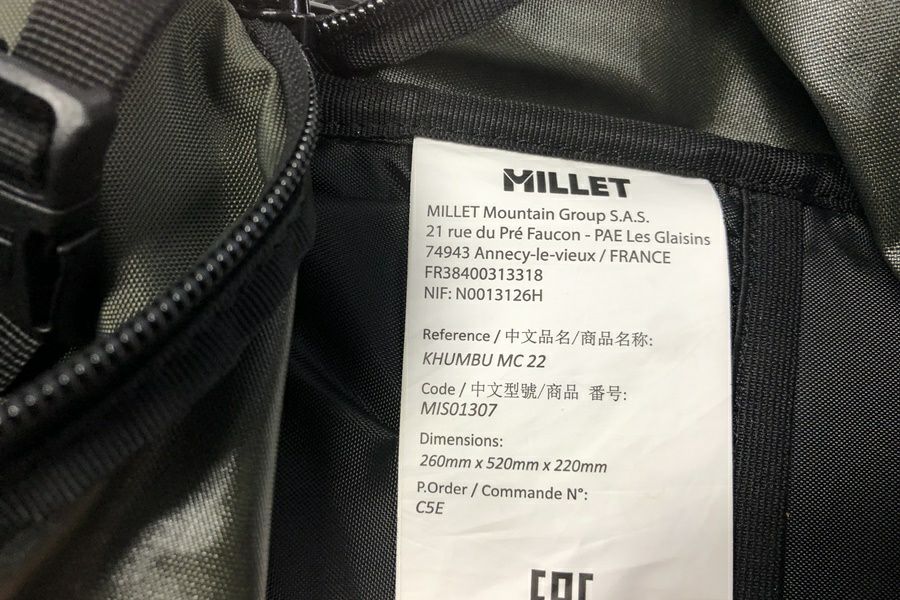 MILLET
MILLET Mountain Group S.A.S.
21 rue du Pré Faucon - PAE Les Glaisins
74943 Annecy-le-vieux / FRANCE
FR38400313318
NIF: N0013126H
Reference / 中文品名/商品名称:
KHUMBU MC 22
Code / 中文型號/商品 番号:
MIS01307
Dimensions:
260mm x 520mm x 220mm
P.Order / Commande N°:
C5E
EAC